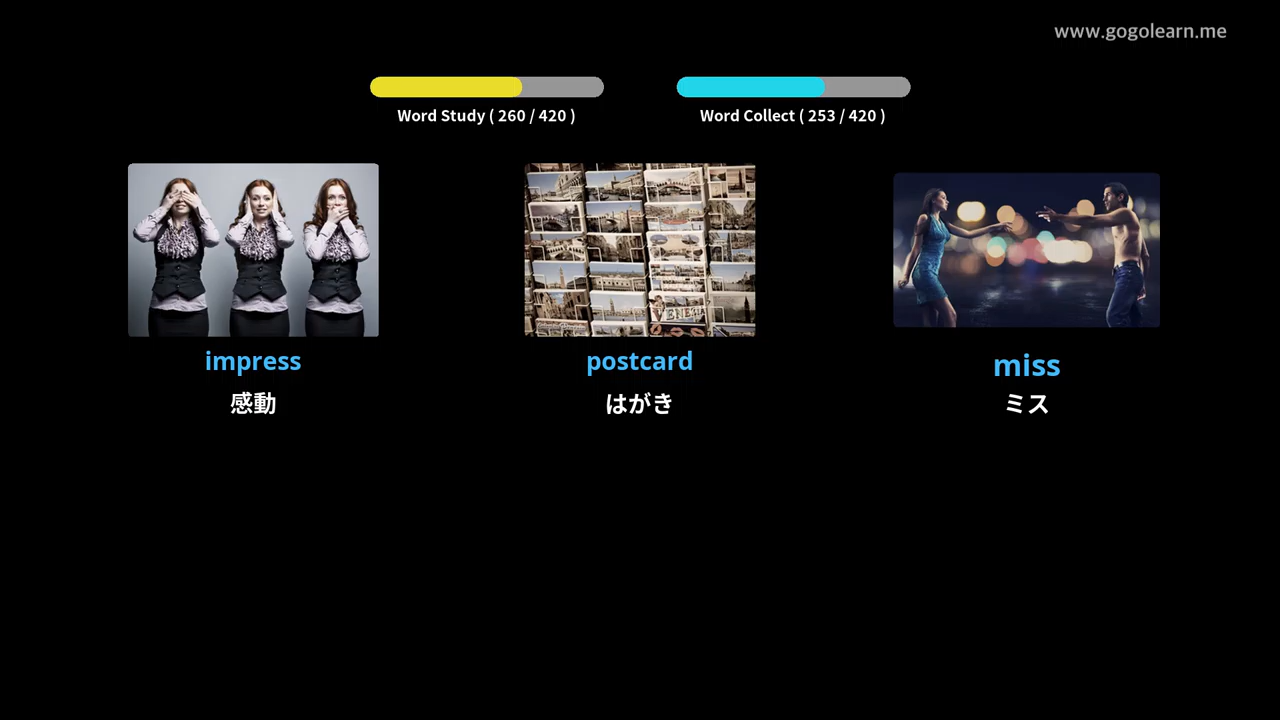 www.gogolearn.me
Word Study ( 260 / 420 )
Word Collect ( 253 / 420 )
VENEZ
impress
postcard
miss
感動
はがき
ミス